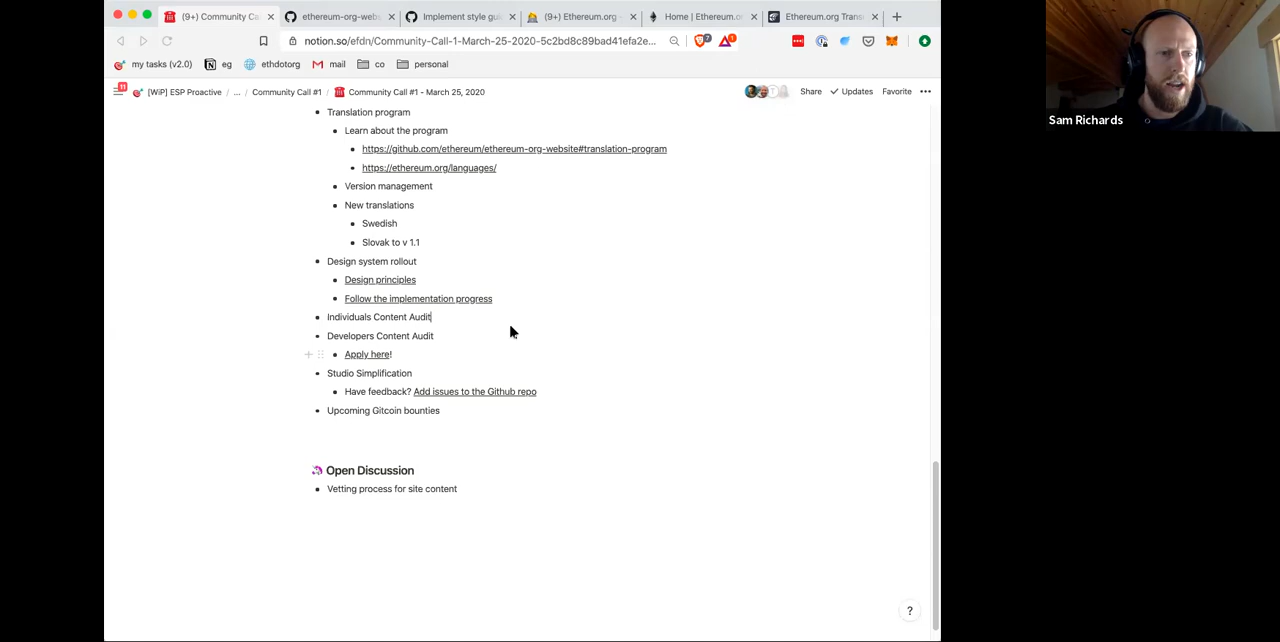 (9+) Community Ca
ethereum-org-web
Implement style gui
(9+) Ethereum.org
Home | Ethereum.o
Ethereum.org Tran
notion.so/efdn/Community-Call-1-March-25-2020-5c2bd8c89bad41efa2e...
7
1
my tasks (v2.0)
eg
ethdotorg
mail
co
personal
11
[WiP] ESP Proactive / ... / Community Call #1 / Community Call #1 - March 25, 2020
Share
Updates
Favorite
Sam Richards
Translation program
Learn about the program
https://github.com/ethereum/ethereum-org-website#translation-program
https://ethereum.org/languages/
Version management
New translations
Swedish
Slovak to v 1.1
Design system rollout
Design principles
Follow the implementation progress
Individuals Content Audit
Developers Content Audit
Apply here!
Studio Simplification
Have feedback? Add issues to the Github repo
Upcoming Gitcoin bounties
Open Discussion
Vetting process for site content
?